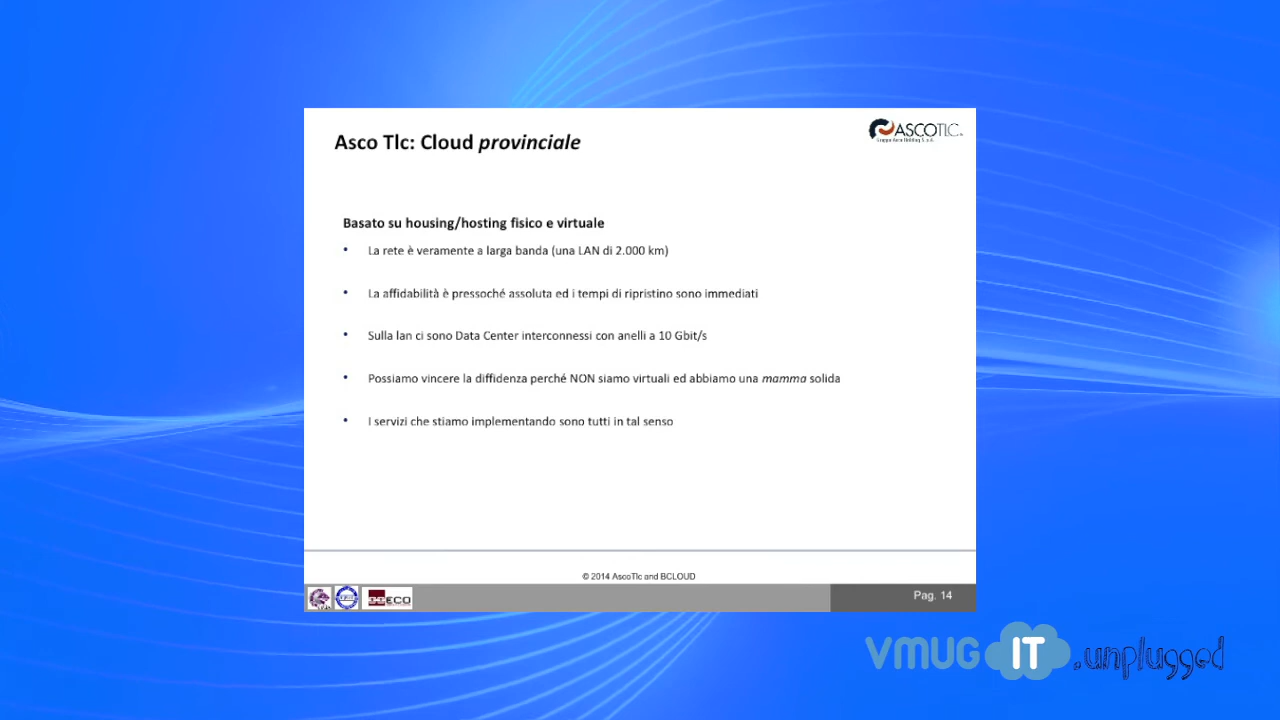 Asco Tlc: Cloud provinciale
ASCOTLC
Basato su housing/hosting fisico e virtuale
• La rete è veramente a larga banda (una LAN di 2.000 km)
• La affidabilità è pressoché assoluta ed i tempi di ripristino sono immediati
• Sulla lan ci sono Data Center interconnessi con anelli a 10 Gbit/s
• Possiamo vincere la diffidenza perché NON siamo virtuali ed abbiamo una mamma solida
• I servizi che stiamo implementando sono tutti in tal senso
© 2014 AscoTlc and BCLOUD
ECO
Pag. 14
VMUG IT .unplugged